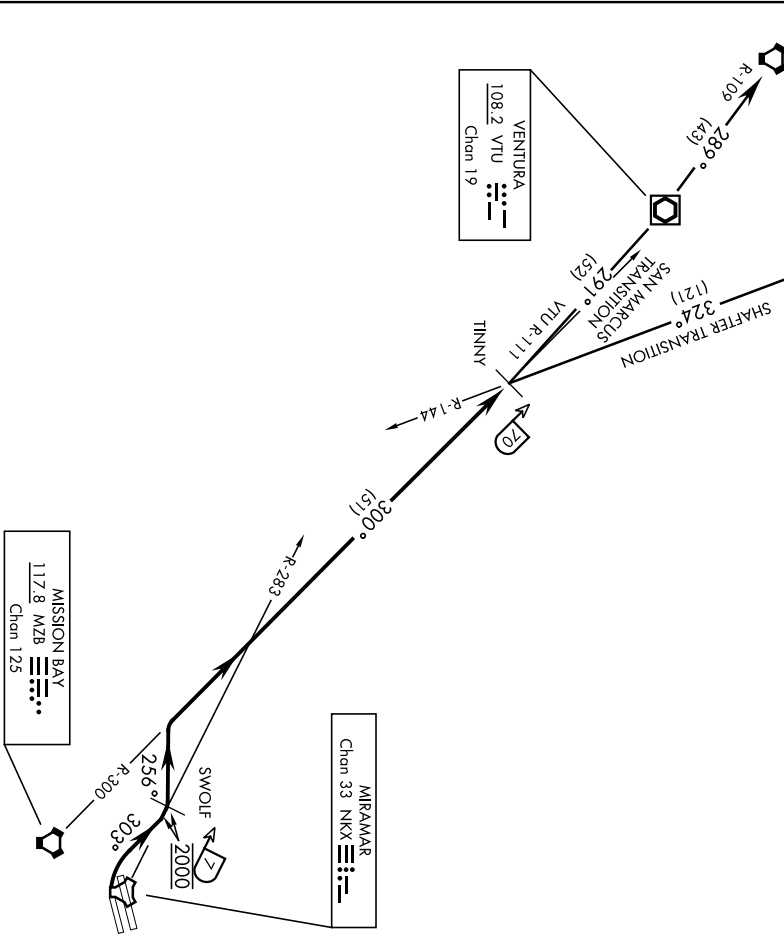 R-109
289°
(43)
VENTURA
108.2 VTU
Chan 19
291°
(52)
SAN MARCUS
TRANSITION
VTU R-111
324°
(121)
SHAFTER TRANSITION
TINNY
70
R-144
300°
(51)
R-283
MISSION BAY
117.8 MZB
Chan 125
R-300
256°
303°
SWOLF
7
2000
MIRAMAR
Chan 33 NKX